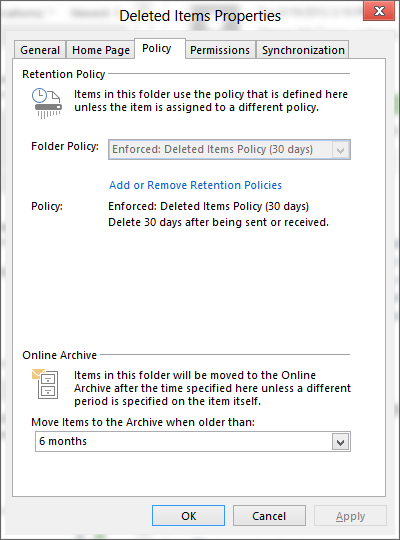 Deleted Items Properties
General Home Page Policy Permissions Synchronization
Retention Policy
Items in this folder use the policy that is defined here
unless the item is assigned to a different policy.
Folder Policy: Enforced: Deleted Items Policy (30 days)
Add or Remove Retention Policies
Policy: Enforced: Deleted Items Policy (30 days)
Delete 30 days after being sent or received.
Online Archive
Items in this folder will be moved to the Online
Archive after the time specified here unless a different
period is specified on the item itself.
Move Items to the Archive when older than:
6 months
OK Cancel Apply